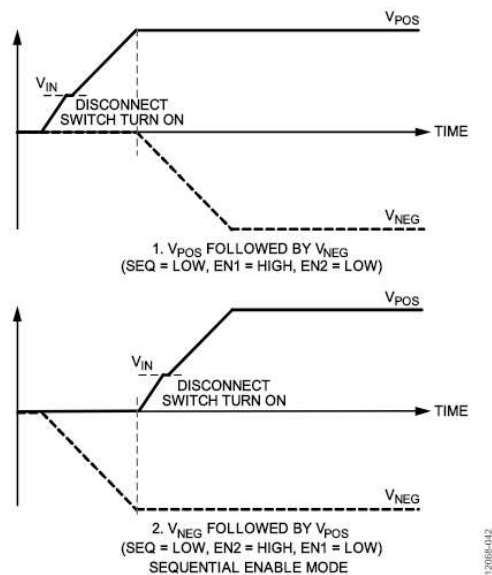 VPOS
VIN
DISCONNECT
SWITCH TURN ON
TIME
VNEG
1. VPOS FOLLOWED BY VNEG
(SEQ = LOW, EN1 = HIGH, EN2 = LOW)
VPOS
VIN
DISCONNECT
SWITCH TURN ON
TIME
VNEG
2. VNEG FOLLOWED BY VPOS
(SEQ = LOW, EN2 = HIGH, EN1 = LOW)
SEQUENTIAL ENABLE MODE
12068-042